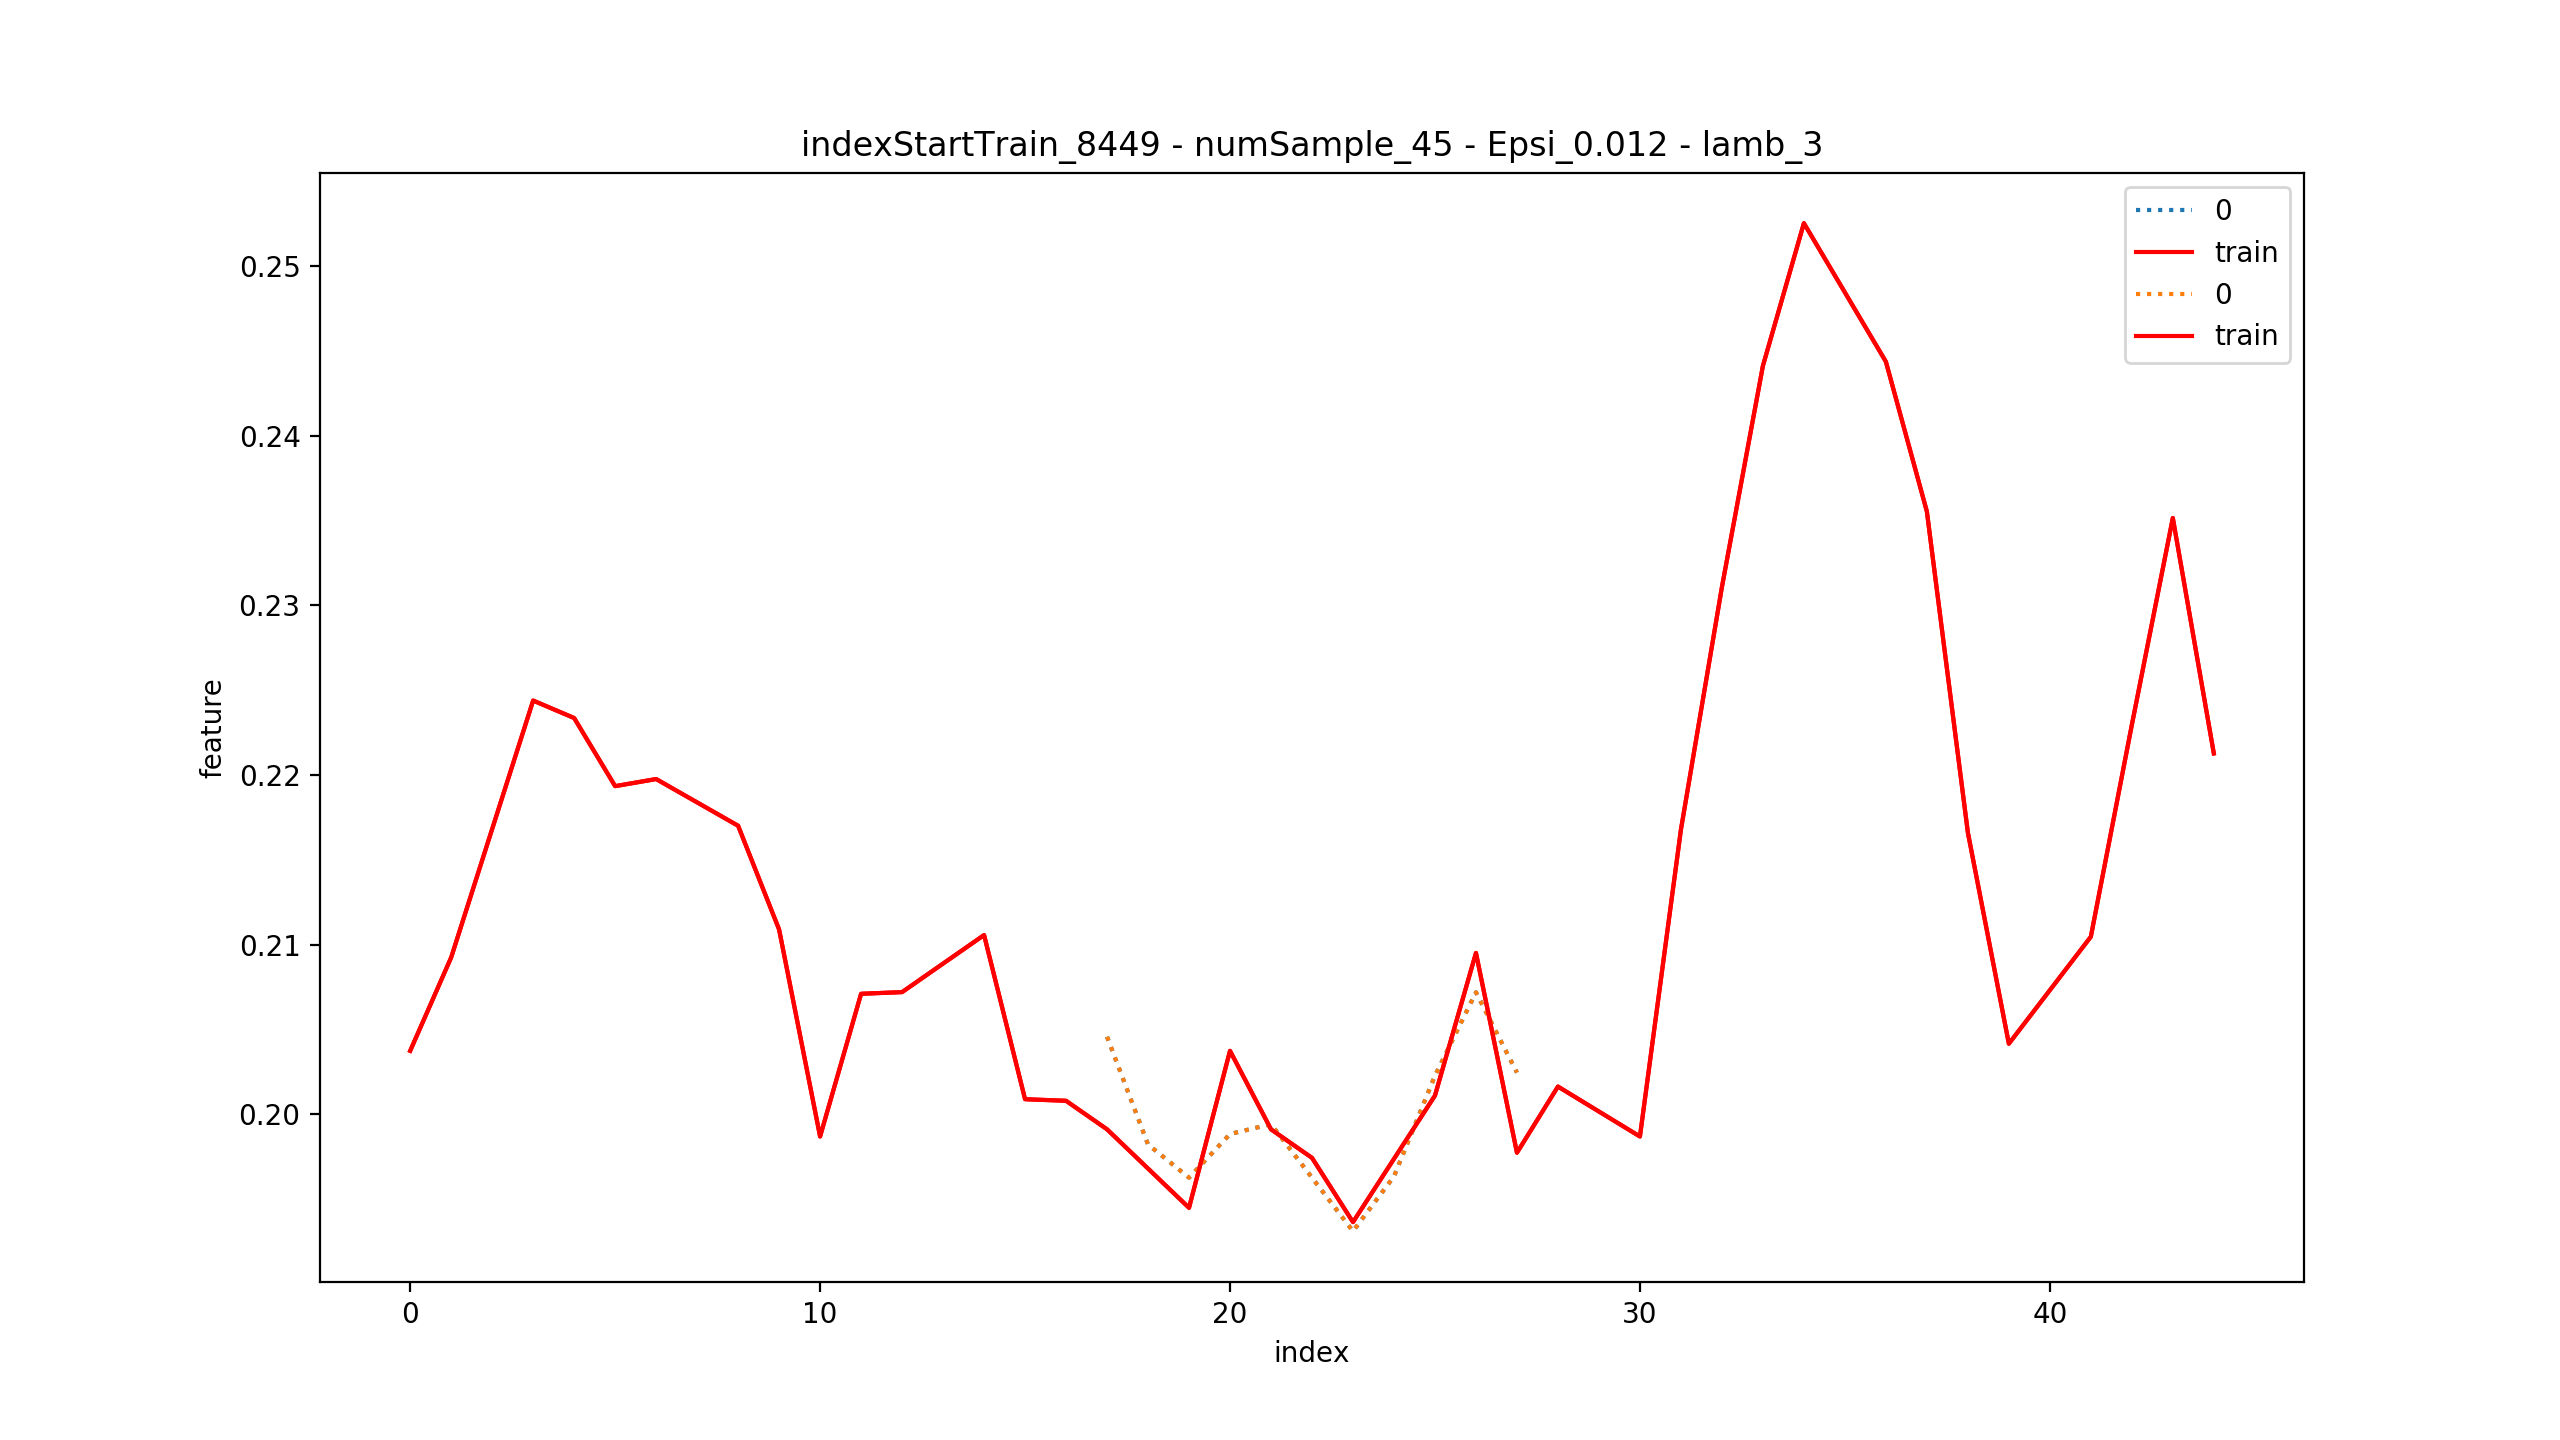 indexStartTrain_8449 - numSample_45 - Epsi_0.012 - lamb_3
0
train
0
train
0.25
0.24
0.23
0.22
0.21
0.20
feature
0 10 20 30 40
index